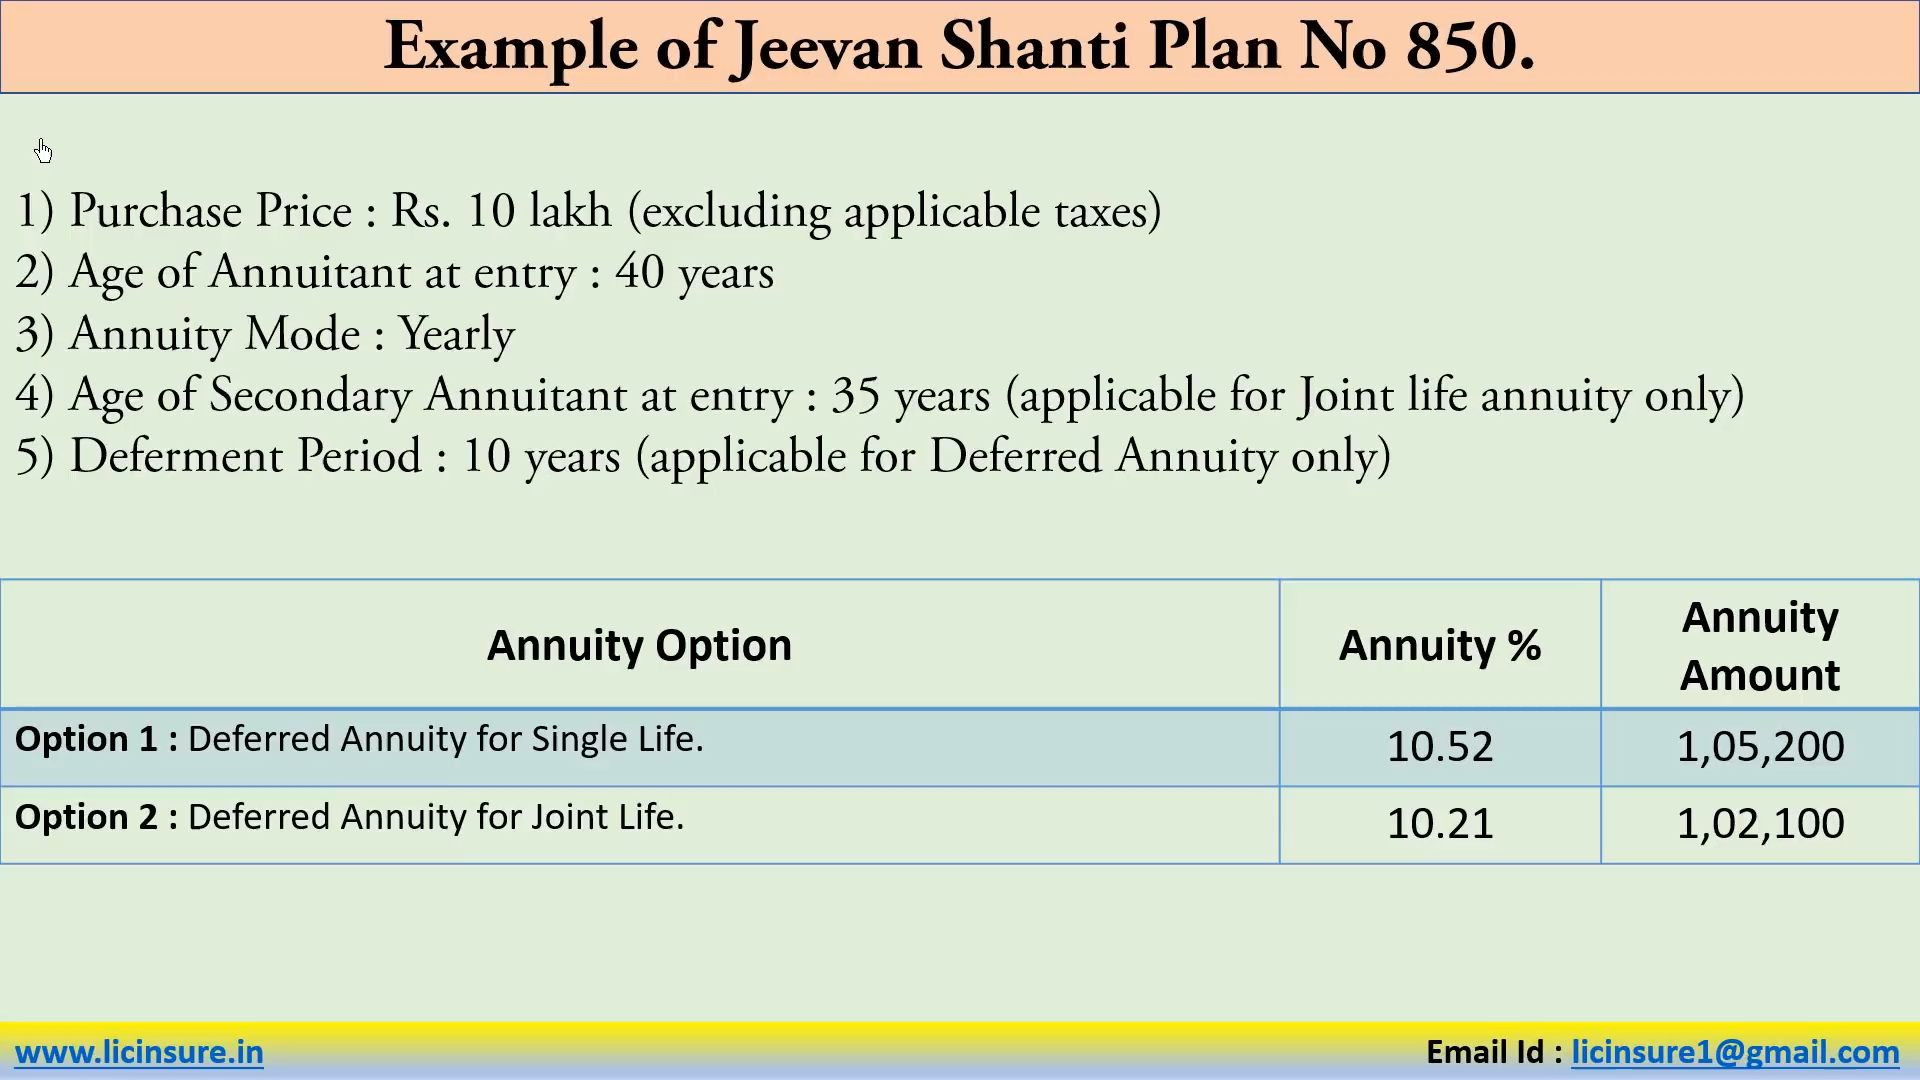 Example of Jeevan Shanti Plan No 850.
1) Purchase Price : Rs. 10 lakh (excluding applicable taxes)
2) Age of Annuitant at entry : 40 years
3) Annuity Mode : Yearly
4) Age of Secondary Annuitant at entry : 35 years (applicable for Joint life annuity only)
5) Deferment Period : 10 years (applicable for Deferred Annuity only)
Annuity Option Annuity % Annuity
Amount
Option 1 : Deferred Annuity for Single Life. 10.52 1,05,200
Option 2 : Deferred Annuity for Joint Life. 10.21 1,02,100
www.licinsure.in Email Id : licinsure1@gmail.com